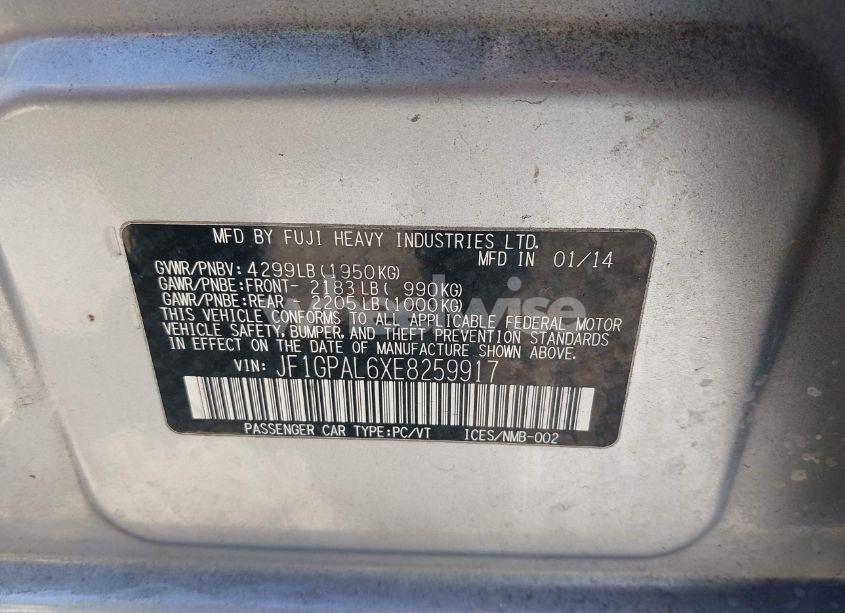 MFD BY FUJI HEAVY INDUSTRIES LTD.
MFD IN 01/14
GVWR/PNBV: 4299LB(1950KG)
GAWR/PNBE:FRONT- 2183LB( 990KG)
GAWR/PNBE:REAR - 2205LB(1000KG)
THIS VEHICLE CONFORMS TO ALL APPLICABLE FEDERAL MOTOR
VEHICLE SAFETY, BUMPER, AND THEFT PREVENTION STANDARDS
IN EFFECT ON THE DATE OF MANUFACTURE SHOWN ABOVE.
VIN: JF1GPAL6XE8259917
PASSENGER CAR TYPE:PC/VT ICES/NMB-002